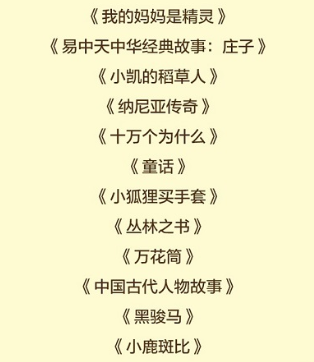 《我的妈妈是精灵》
《易中天中华经典故事：庄子》
《小凯的稻草人》
《纳尼亚传奇》
《十万个为什么》
《童话》
《小狐狸买手套》
《丛林之书》
《万花筒》
《中国古代人物故事》
《黑骏马》
《小鹿斑比》